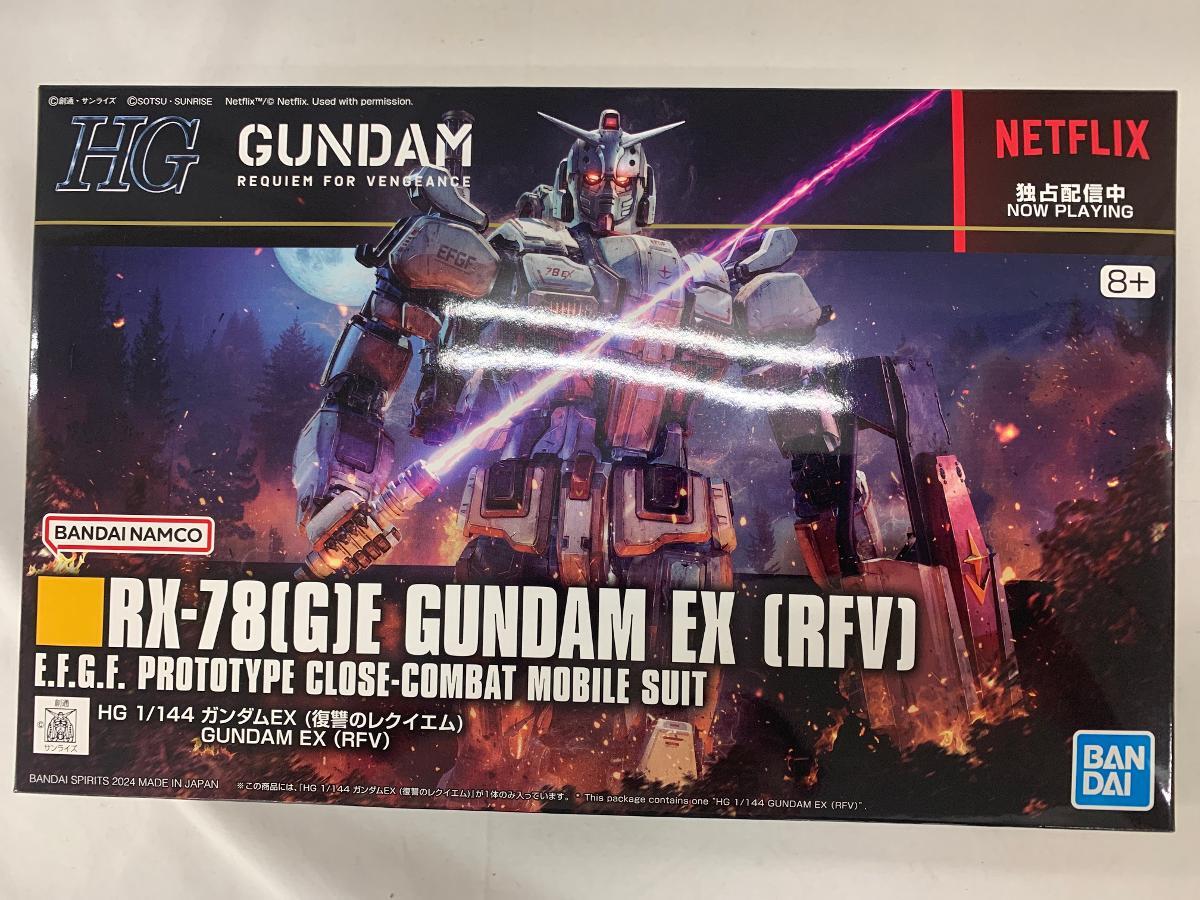 ©創通・サンライズ ©SOTSU・SUNRISE Netflix™/© Netflix. Used with permission.
HG
GUNDAM
REQUIEM FOR VENGEANCE
NETFLIX
独占配信中
NOW PLAYING
8+
EFGF
78 EX
EFGF
BANDAI NAMCO
RX-78(G)E GUNDAM EX (RFV)
E.F.G.F. PROTOTYPE CLOSE-COMBAT MOBILE SUIT
創通
©
サンライズ
HG 1/144 ガンダムEX (復讐のレクイエム)
GUNDAM EX (RFV)
BAN
DAI
BANDAI SPIRITS 2024 MADE IN JAPAN
※この商品には、「HG 1/144 ガンダムEX (復讐のレクイエム)」が1体のみ入っています。 • This package contains one "HG 1/144 GUNDAM EX (RFV)".